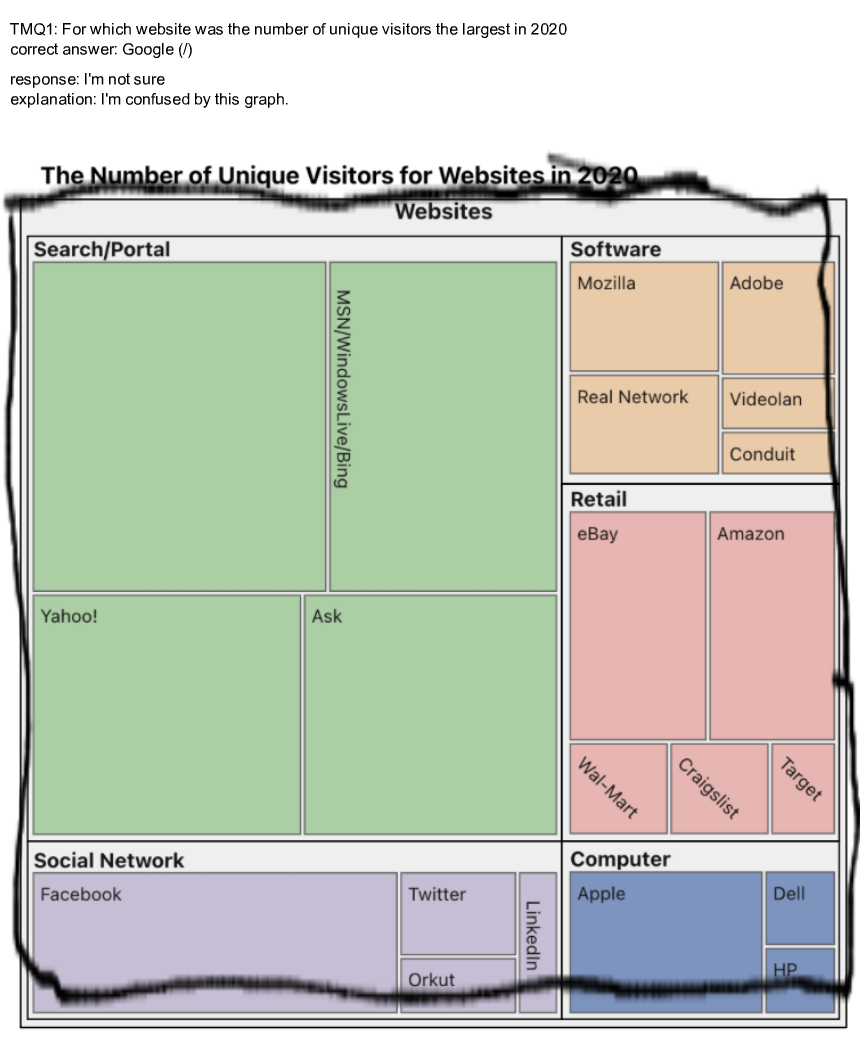 TMQ1: For which website was the number of unique visitors the largest in 2020
correct answer: Google (/)
response: I'm not sure
explanation: I'm confused by this graph.
The Number of Unique Visitors for Websites in 2020
Websites
Search/Portal
MSN/WindowsLive/Bing
Yahoo!
Ask
Software
Mozilla
Adobe
Real Network
Videolan
Conduit
Retail
eBay
Amazon
Wal-Mart
Craigslist
Target
Social Network
Facebook
Twitter
Orkut
LinkedIn
Computer
Apple
Dell
HP